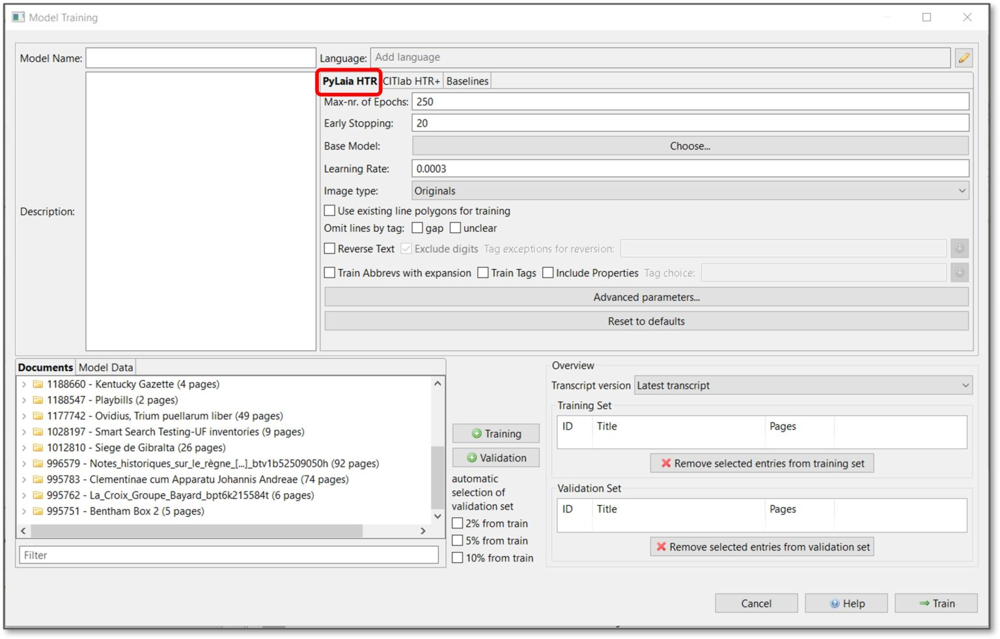 Model Training
Model Name:
Language: Add language
PyLaia HTR CITlab HTR+ Baselines
Max-nr. of Epochs: 250
Early Stopping: 20
Base Model: Choose...
Learning Rate: 0.0003
Image type: Originals
Use existing line polygons for training
Omit lines by tag: gap unclear
Reverse Text Exclude digits Tag exceptions for reversion:
Train Abbrevs with expansion Train Tags Include Properties Tag choice:
Advanced parameters...
Reset to defaults
Description:
Documents Model Data
1188660 - Kentucky Gazette (4 pages)
1188547 - Playbills (2 pages)
1177742 - Ovidius, Trium puellarum liber (49 pages)
1028197 - Smart Search Testing-UF inventories (9 pages)
1012810 - Siege de Gibralta (26 pages)
996579 - Notes_historiques_sur_le_règne_[...]_btv1b52509050h (92 pages)
995783 - Clementinae cum Apparatu Johannis Andreae (74 pages)
995762 - La_Croix_Groupe_Bayard_bpt6k215584t (6 pages)
995751 - Bentham Box 2 (5 pages)
Filter
Training
Validation
automatic
selection of
validation set
2% from train
5% from train
10% from train
Overview
Transcript version Latest transcript
Training Set
ID Title Pages
Remove selected entries from training set
Validation Set
ID Title Pages
Remove selected entries from validation set
Cancel Help Train